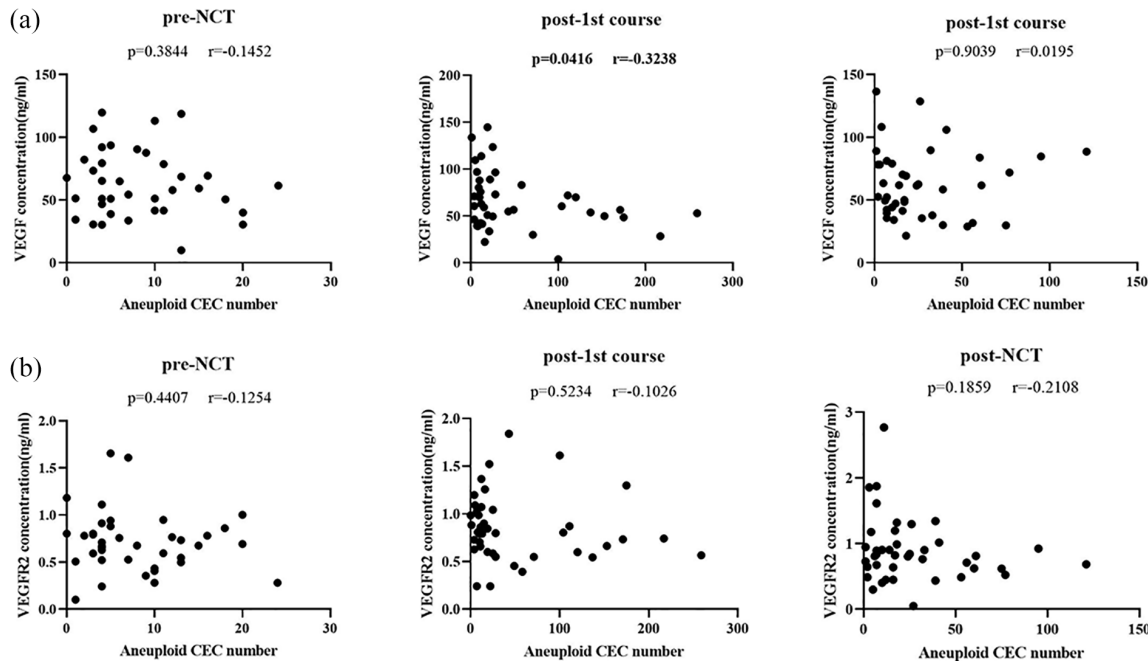 (a)
pre-NCT
p=0.3844 r=-0.1452
VEGF concentration(ng/ml)
150
100
50
0
0 10 20 30
Aneuploid CEC number
post-1st course
p=0.0416 r=-0.3238
VEGF concentration(ng/ml)
200
150
100
50
0
0 100 200 300
Aneuploid CEC number
post-1st course
p=0.9039 r=0.0195
VEGF concentration(ng/ml)
150
100
50
0
0 50 100 150
Aneuploid CEC number
(b)
pre-NCT
p=0.4407 r=-0.1254
VEGFR2 concentration(ng/ml)
2.0
1.5
1.0
0.5
0.0
0 10 20 30
Aneuploid CEC number
post-1st course
p=0.5234 r=-0.1026
VEGFR2 concentration(ng/ml)
2.0
1.5
1.0
0.5
0.0
0 100 200 300
Aneuploid CEC number
post-NCT
p=0.1859 r=-0.2108
VEGFR2 concentration(ng/ml)
3
2
1
0
0 50 100 150
Aneuploid CEC number